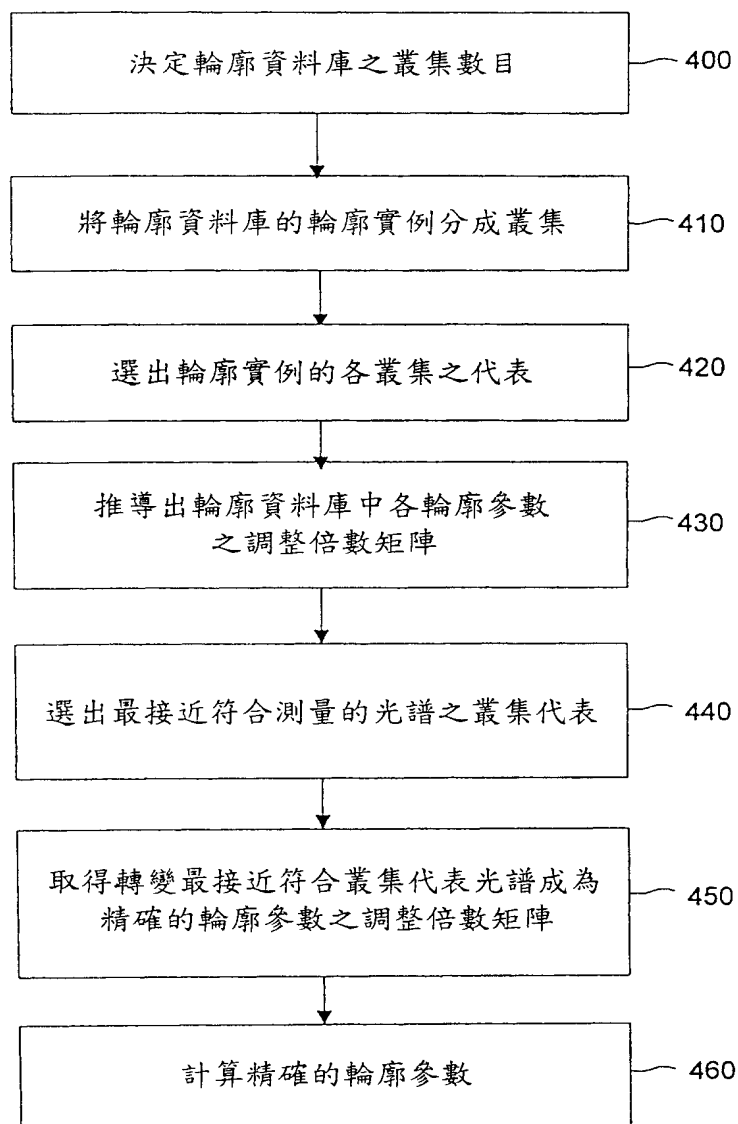 決定輪廓資料庫之叢集數目
400
將輪廓資料庫的輪廓實例分成叢集
410
選出輪廓實例的各叢集之代表
420
推導出輪廓資料庫中各輪廓參數
之調整倍數矩陣
430
選出最接近符合測量的光譜之叢集代表
440
取得轉變最接近符合叢集代表光譜成為
精確的輪廓參數之調整倍數矩陣
450
計算精確的輪廓參數
460